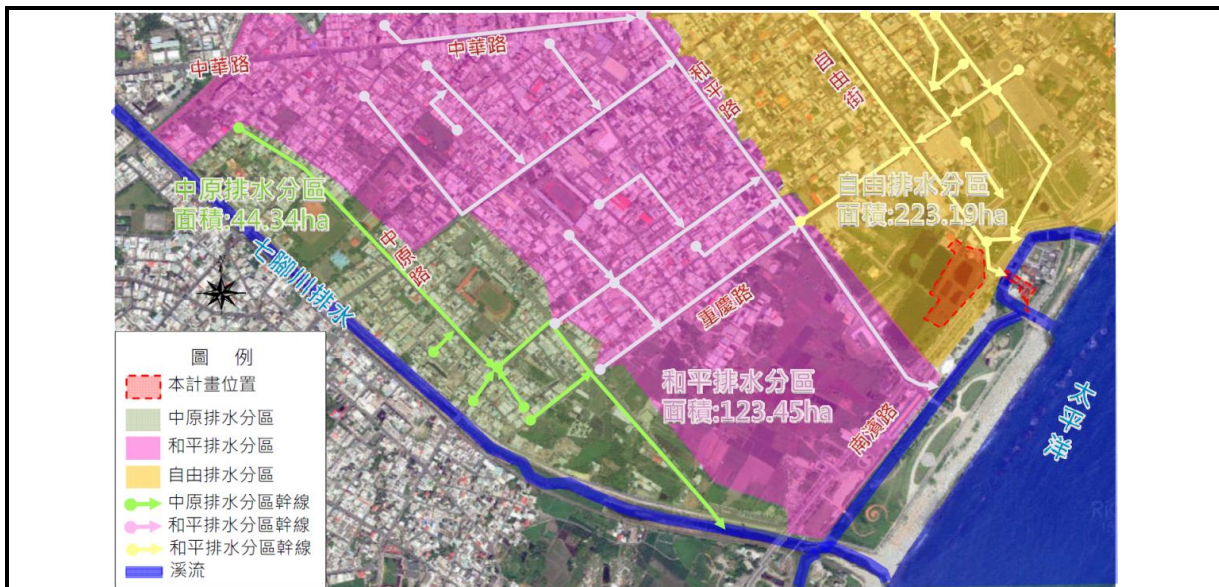 中華路
中華路
和平路
自由街
中原排水分區
面積:44.34ha
自由排水分區
面積:223.19ha
中原路
七腳川排水
重慶路
和平排水分區
面積:123.45ha
南濱路
太平洋
N
圖 例
本計畫位置
中原排水分區
和平排水分區
自由排水分區
中原排水分區幹線
和平排水分區幹線
和平排水分區幹線
溪流